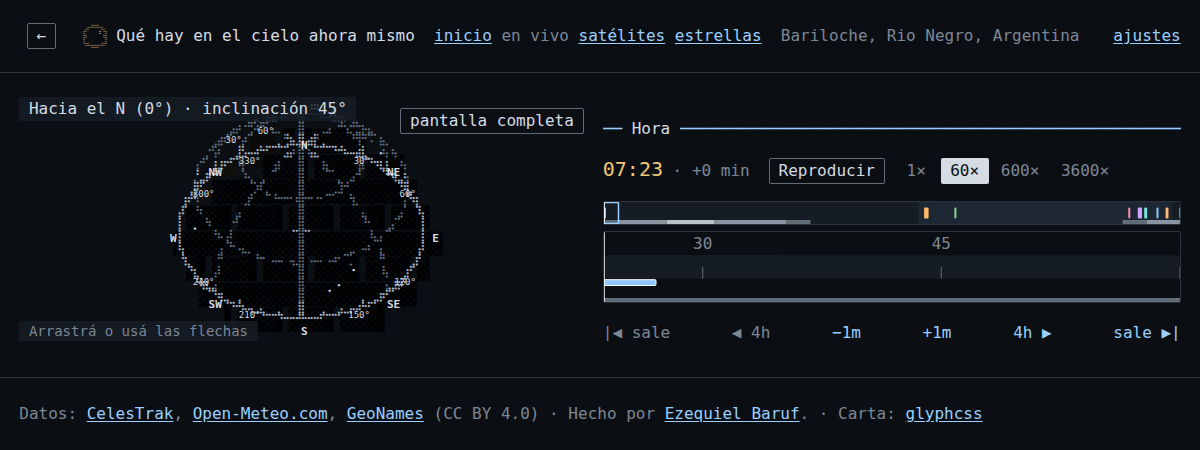 ← Qué hay en el cielo ahora mismo inicio en vivo satélites estrellas Bariloche, Rio Negro, Argentina ajustes
Hacia el N (0°) · inclinación 45°
pantalla completa
60°
30°
N
330°
30°
NW
NE
300°
60°
W
E
240°
120°
SW
SE
210°
150°
S
Arrastrá o usá las flechas
Hora
07:23 · +0 min Reproducir 1× 60× 600× 3600×
30 45
|◀ sale ◀ 4h −1m +1m 4h ▶ sale ▶|
Datos: CelesTrak, Open-Meteo.com, GeoNames (CC BY 4.0) · Hecho por Ezequiel Baruf. · Carta: glyphcss